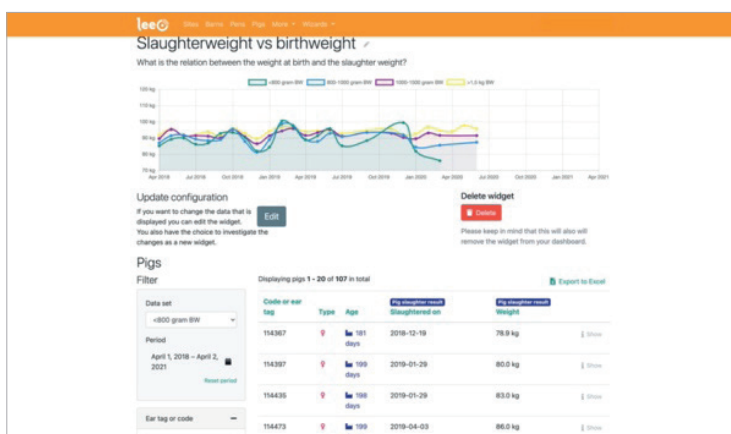 leeO Sites Barns Pens Pigs More Wizards
Slaughterweight vs birthweight
What is the relation between the weight at birth and the slaughter weight?
<800 gram BW 800-1000 gram BW 1000-1500 gram BW >1,5 kg BW
120 kg
110 kg
100 kg
90 kg
80 kg
70 kg
Apr 2018 Jul 2018 Oct 2018 Jan 2019 Apr 2019 Jul 2019 Oct 2019 Jan 2020 Apr 2020 Jul 2020 Oct 2020 Jan 2021 Apr 2021
Update configuration
If you want to change the data that is
displayed you can edit the widget.
You also have the choice to investigate the
changes as a new widget.
Edit
Delete widget
Delete
Please keep in mind that this will also will
remove the widget from your dashboard.
Pigs
Filter
Displaying pigs 1 - 20 of 107 in total
Export to Excel
Data set
<800 gram BW
Period
April 1, 2018 – April 2,
2021
Reset period
Ear tag or code
Code or ear
tag
Type
Age
Pig slaughter result
Slaughtered on
Pig slaughter result
Weight
114367 181
days 2018-12-19 78.9 kg Show
114397 199
days 2019-01-29 80.0 kg Show
114435 198
days 2019-01-29 83.0 kg Show
114473 199 2019-04-03 86.0 kg Show